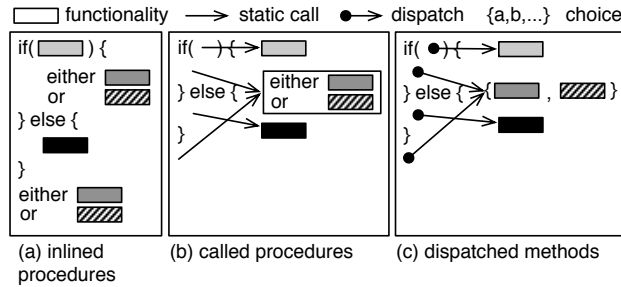 functionality static call dispatch {a,b,...} choice
if( ) {
either
or
} else {
}
either
or
(a) inlined
procedures
if( ) {
} else {
either
or
}
(b) called procedures
if( ) {
} else { { , }
}
(c) dispatched methods